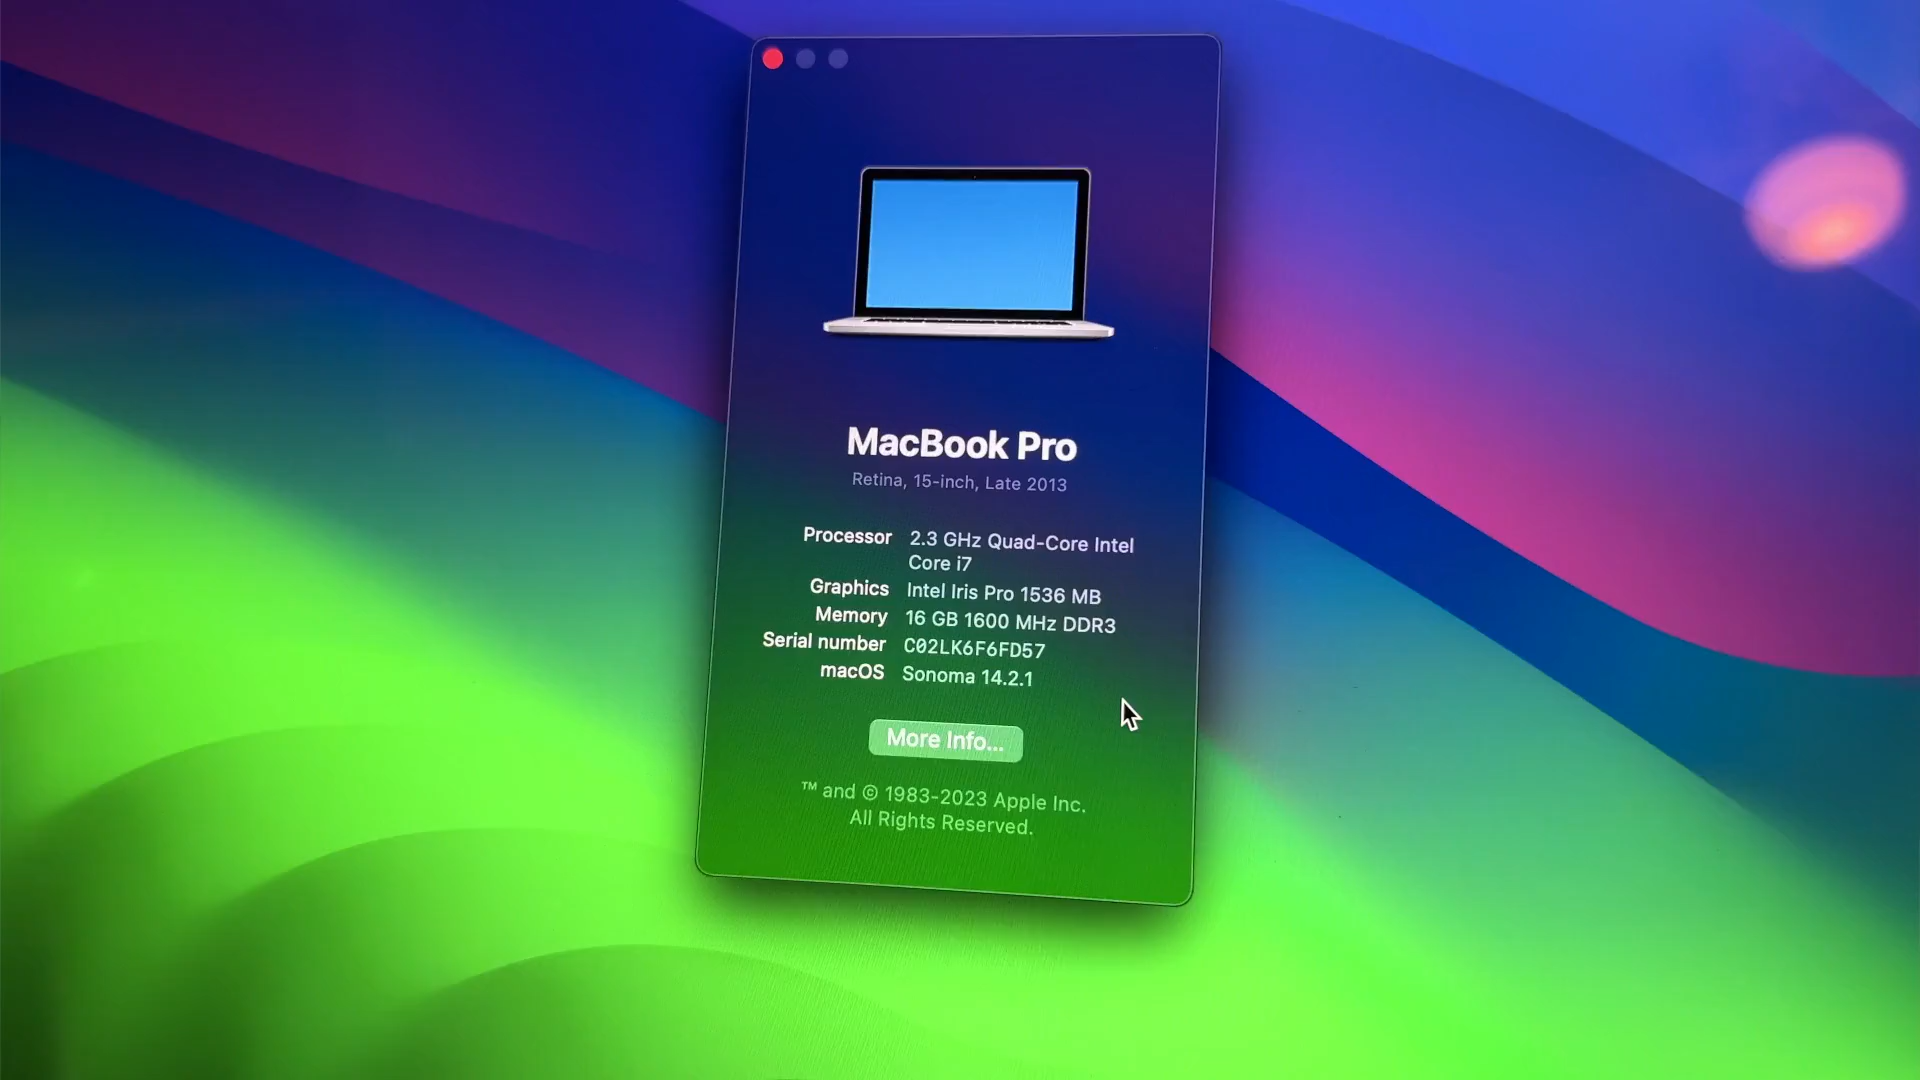 MacBook Pro
Retina, 15-inch, Late 2013
Processor 2.3 GHz Quad-Core Intel
Core i7
Graphics Intel Iris Pro 1536 MB
Memory 16 GB 1600 MHz DDR3
Serial number C02LK6F6FD57
macOS Sonoma 14.2.1
More Info...
™ and © 1983-2023 Apple Inc.
All Rights Reserved.